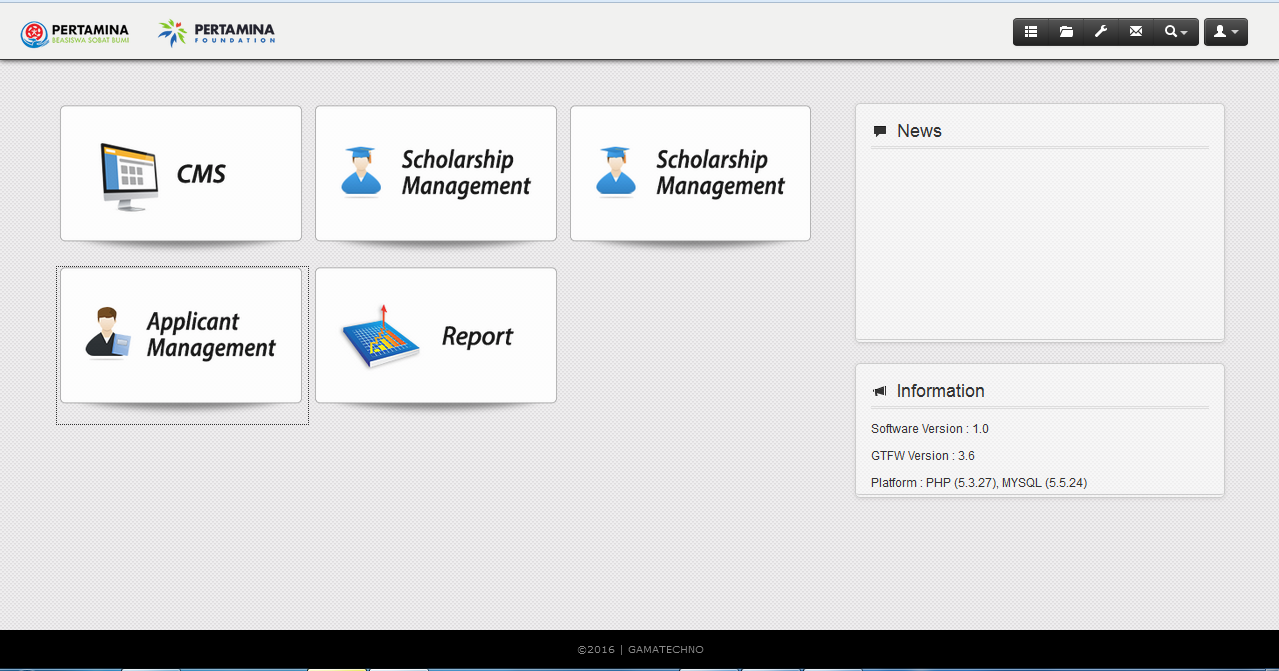 PERTAMINA
BEASISWA SOBAT BUMI
PERTAMINA
FOUNDATION
CMS
Scholarship
Management
Scholarship
Management
Applicant
Management
Report
News
Information
Software Version : 1.0
GTFW Version : 3.6
Platform : PHP (5.3.27), MYSQL (5.5.24)
©2016 | GAMATECHNO